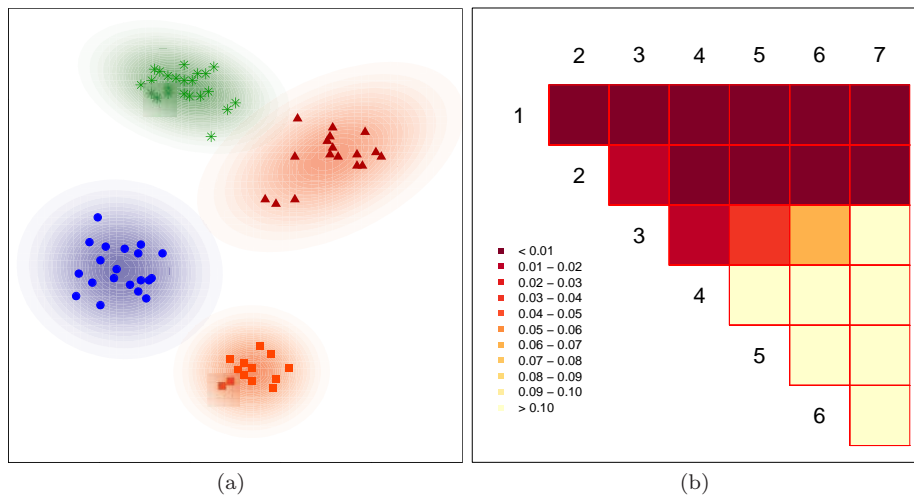 2 3 4 5 6 7
1
2
3
4
5
6
< 0.01
0.01 – 0.02
0.02 – 0.03
0.03 – 0.04
0.04 – 0.05
0.05 – 0.06
0.06 – 0.07
0.07 – 0.08
0.08 – 0.09
0.09 – 0.10
> 0.10
(a)
(b)